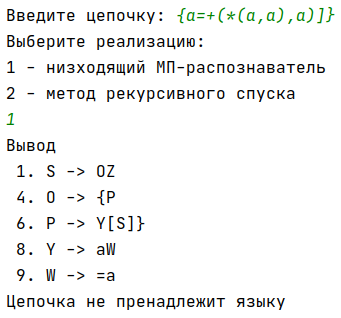 Введите цепочку: {a=+(*(a,a),a)]}
Выберите реализацию:
1 - низходящий МП-распознаватель
2 - метод рекурсивного спуска
1
Вывод
1. S -> OZ
4. O -> {P
6. P -> Y[S]}
8. Y -> aW
9. W -> =a
Цепочка не пренадлежит языку